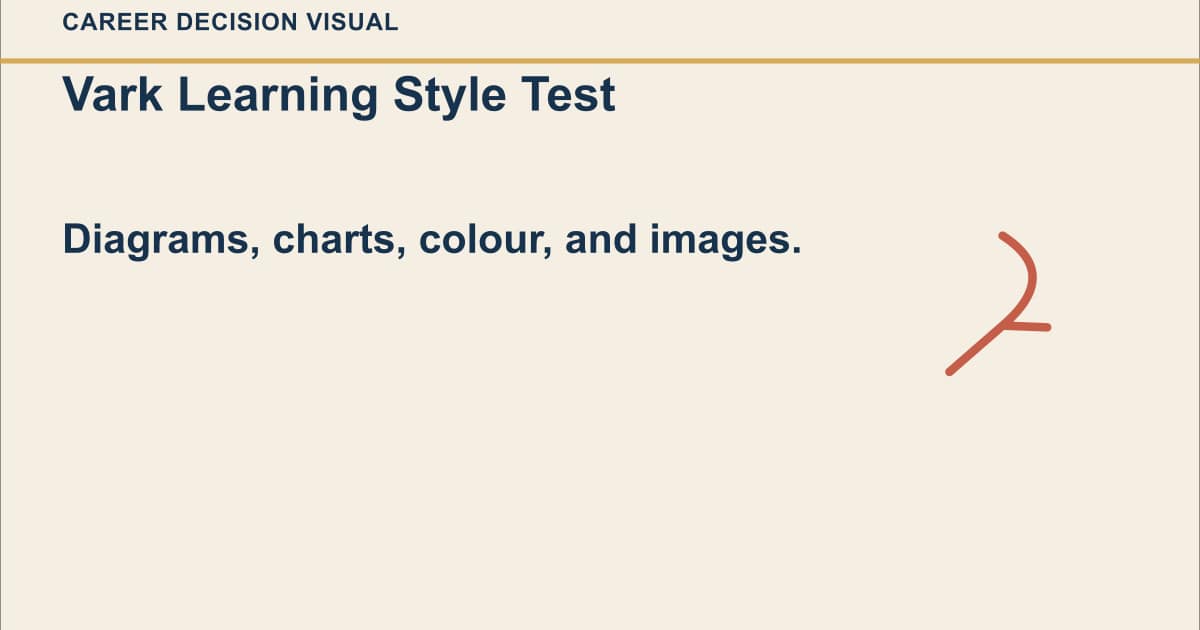 CAREER DECISION VISUAL
Vark Learning Style Test
Diagrams, charts, colour, and images.